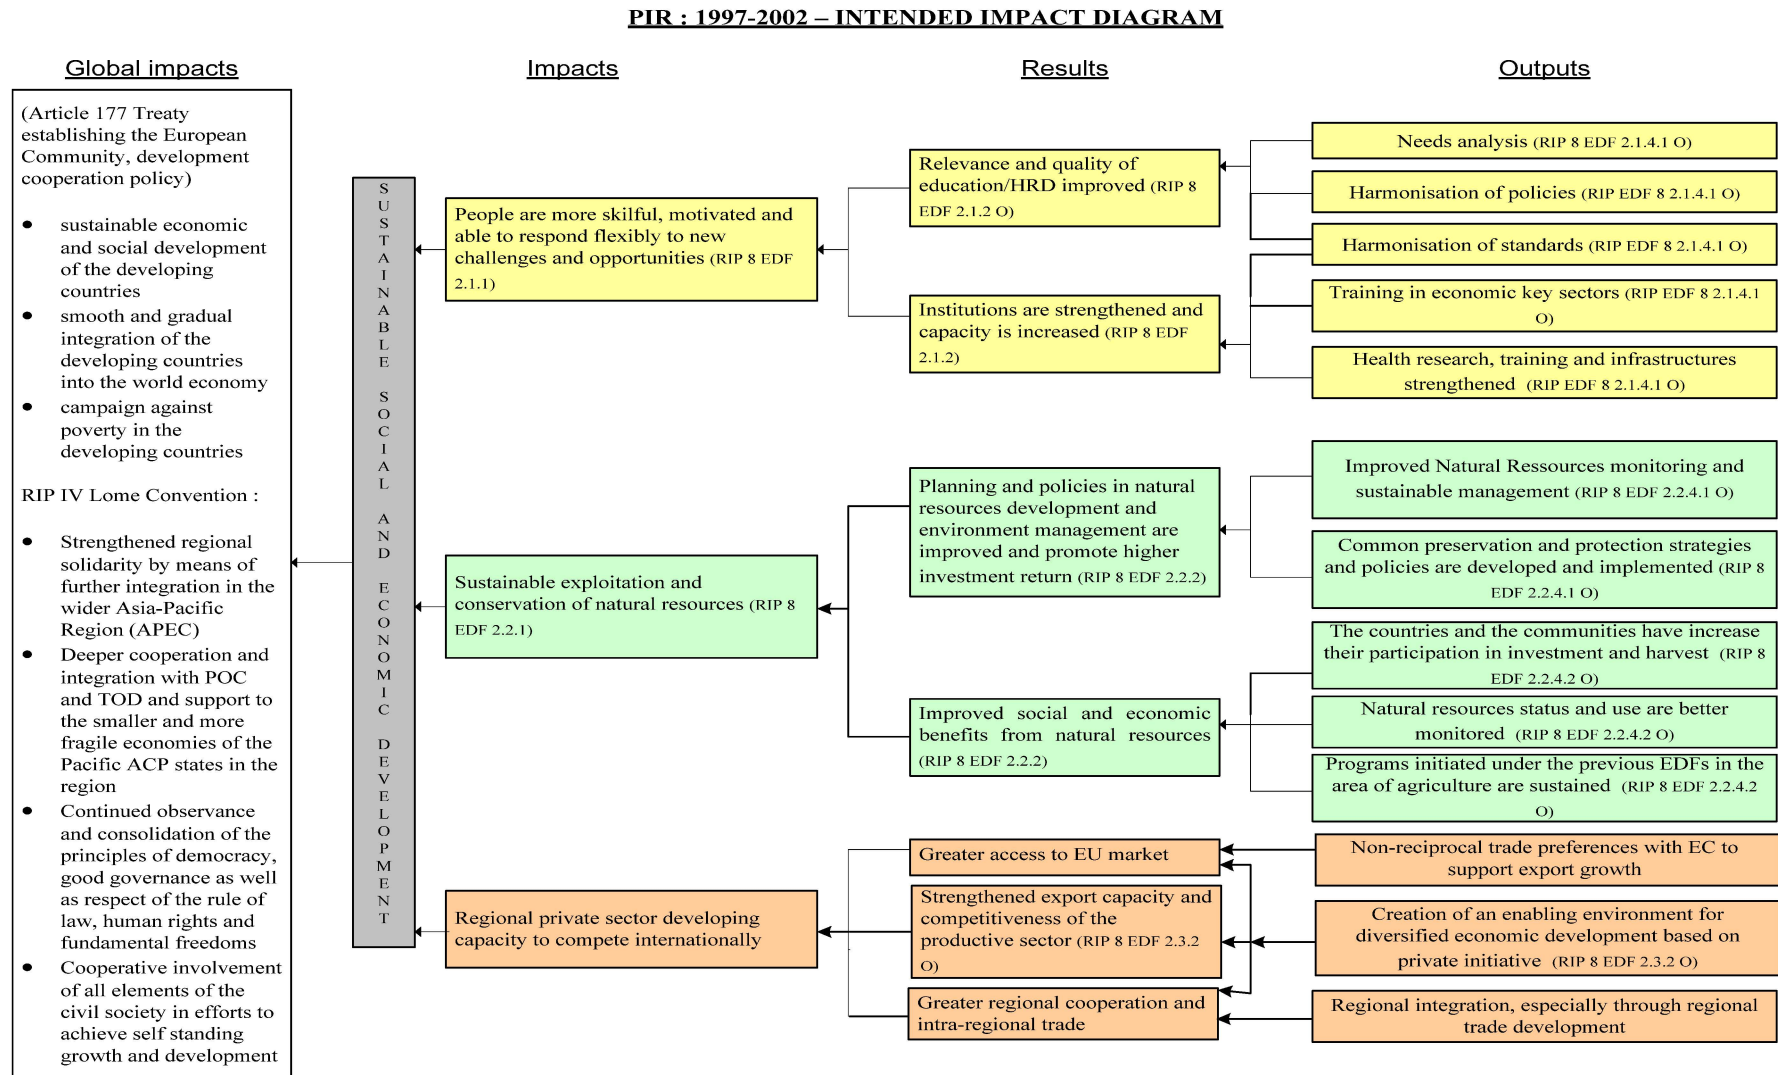 PIR : 1997-2002 – INTENDED IMPACT DIAGRAM
Global impacts
Impacts
Results
Outputs
(Article 177 Treaty
establishing the European
Community, development
cooperation policy)
● sustainable economic
and social development
of the developing
countries
● smooth and gradual
integration of the
developing countries
into the world economy
● campaign against
poverty in the
developing countries
RIP IV Lome Convention :
● Strengthened regional
solidarity by means of
further integration in the
wider Asia-Pacific
Region (APEC)
● Deeper cooperation and
integration with POC
and TOD and support to
the smaller and more
fragile economies of the
Pacific ACP states in the
region
● Continued observance
and consolidation of the
principles of democracy,
good governance as well
as respect of the rule of
law, human rights and
fundamental freedoms
● Cooperative involvement
of all elements of the
civil society in efforts to
achieve self standing
growth and development
SUSTAINABLE SOCIAL AND ECONOMIC DEVELOPMENT
People are more skilful, motivated and
able to respond flexibly to new
challenges and opportunities (RIP 8 EDF
2.1.1)
Sustainable exploitation and
conservation of natural resources (RIP 8
EDF 2.2.1)
Regional private sector developing
capacity to compete internationally
Relevance and quality of
education/HRD improved (RIP 8
EDF 2.1.2 O)
Institutions are strengthened and
capacity is increased (RIP 8 EDF
2.1.2)
Planning and policies in natural
resources development and
environment management are
improved and promote higher
investment return (RIP 8 EDF 2.2.2)
Improved social and economic
benefits from natural resources
(RIP 8 EDF 2.2.2)
Greater access to EU market
Strengthened export capacity and
competitiveness of the
productive sector (RIP 8 EDF 2.3.2
O)
Greater regional cooperation and
intra-regional trade
Needs analysis (RIP 8 EDF 2.1.4.1 O)
Harmonisation of policies (RIP EDF 8 2.1.4.1 O)
Harmonisation of standards (RIP EDF 8 2.1.4.1 O)
Training in economic key sectors (RIP EDF 8 2.1.4.1
O)
Health research, training and infrastructures
strengthened (RIP EDF 8 2.1.4.1 O)
Improved Natural Ressources monitoring and
sustainable management (RIP 8 EDF 2.2.4.1 O)
Common preservation and protection strategies
and policies are developed and implemented (RIP 8
EDF 2.2.4.1 O)
The countries and the communities have increase
their participation in investment and harvest (RIP 8
EDF 2.2.4.2 O)
Natural resources status and use are better
monitored (RIP 8 EDF 2.2.4.2 O)
Programs initiated under the previous EDFs in the
area of agriculture are sustained (RIP 8 EDF 2.2.4.2
O)
Non-reciprocal trade preferences with EC to
support export growth
Creation of an enabling environment for
diversified economic development based on
private initiative (RIP 8 EDF 2.3.2 O)
Regional integration, especially through regional
trade development